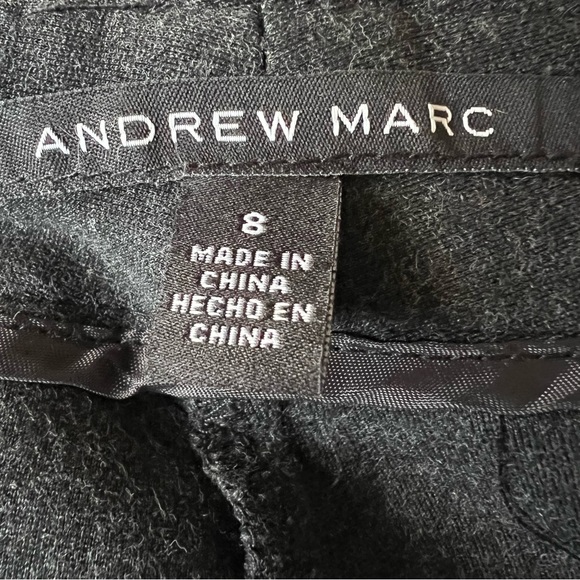 ANDREW MARC
8
MADE IN
CHINA
HECHO EN
CHINA